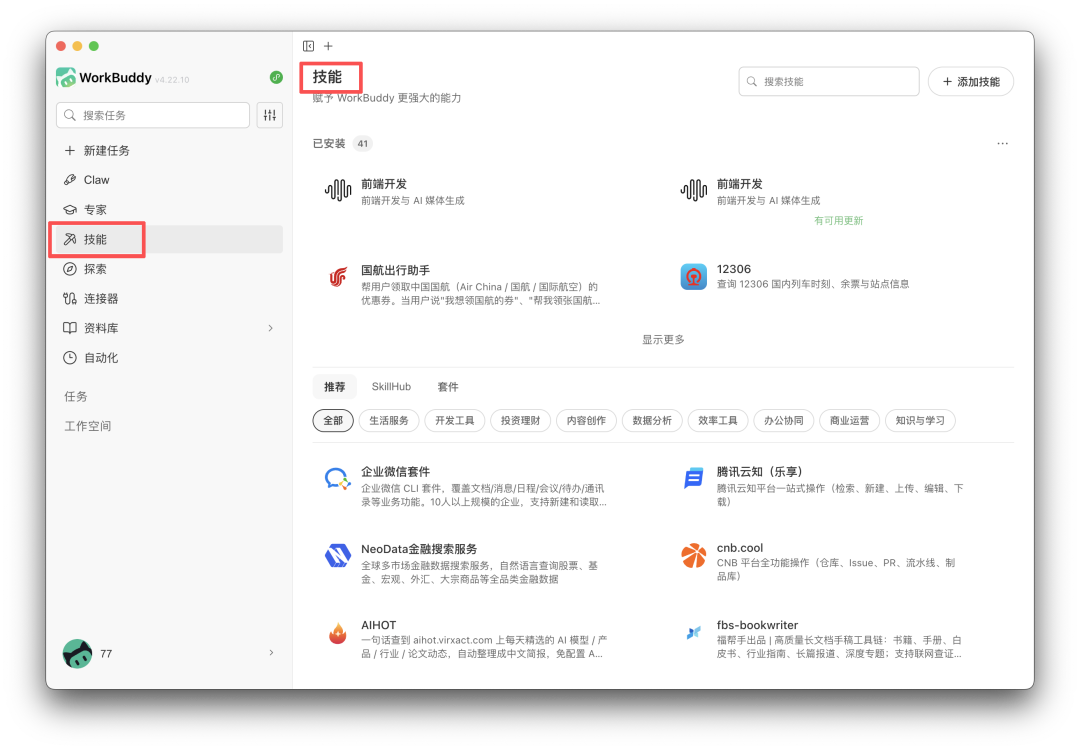 WorkBuddy v4.22.10
搜索任务
新建任务
Claw
专家
技能
探索
连接器
资料库
自动化
任务
工作空间
77
技能
赋予 WorkBuddy 更强大的能力
搜索技能
添加技能
已安装 41
前端开发
前端开发与 AI 媒体生成
前端开发
前端开发与 AI 媒体生成
有可用更新
国航出行助手
帮用户领取中国国航（Air China / 国航 / 国际航空）的
优惠券。当用户说"我想领国航的券"、"帮我领张国航...
12306
查询 12306 国内列车时刻、余票与站点信息
显示更多
推荐 SkillHub 套件
全部 生活服务 开发工具 投资理财 内容创作 数据分析 效率工具 办公协同 商业运营 知识与学习
企业微信套件
企业微信 CLI 套件，覆盖文档/消息/日程/会议/待办/通讯
录等业务功能。10人以上规模的企业，支持新建和读取...
腾讯云知（乐享）
腾讯云知平台一站式操作（检索、新建、上传、编辑、下
载）
NeoData金融搜索服务
全球多市场金融数据搜索服务，自然语言查询股票、基
金、宏观、外汇、大宗商品等全品类金融数据
cnb.cool
CNB 平台全功能操作（仓库、Issue、PR、流水线、制
品库）
AIHOT
一句话查到 aihot.virxact.com 上每天精选的 AI 模型 / 产
品 / 行业 / 论文动态，自动整理成中文简报，免配置 A...
fbs-bookwriter
福帮手出品 | 高质量长文档手稿工具链：书籍、手册、白
皮书、行业指南、长篇报道、深度专题；支持联网查证...